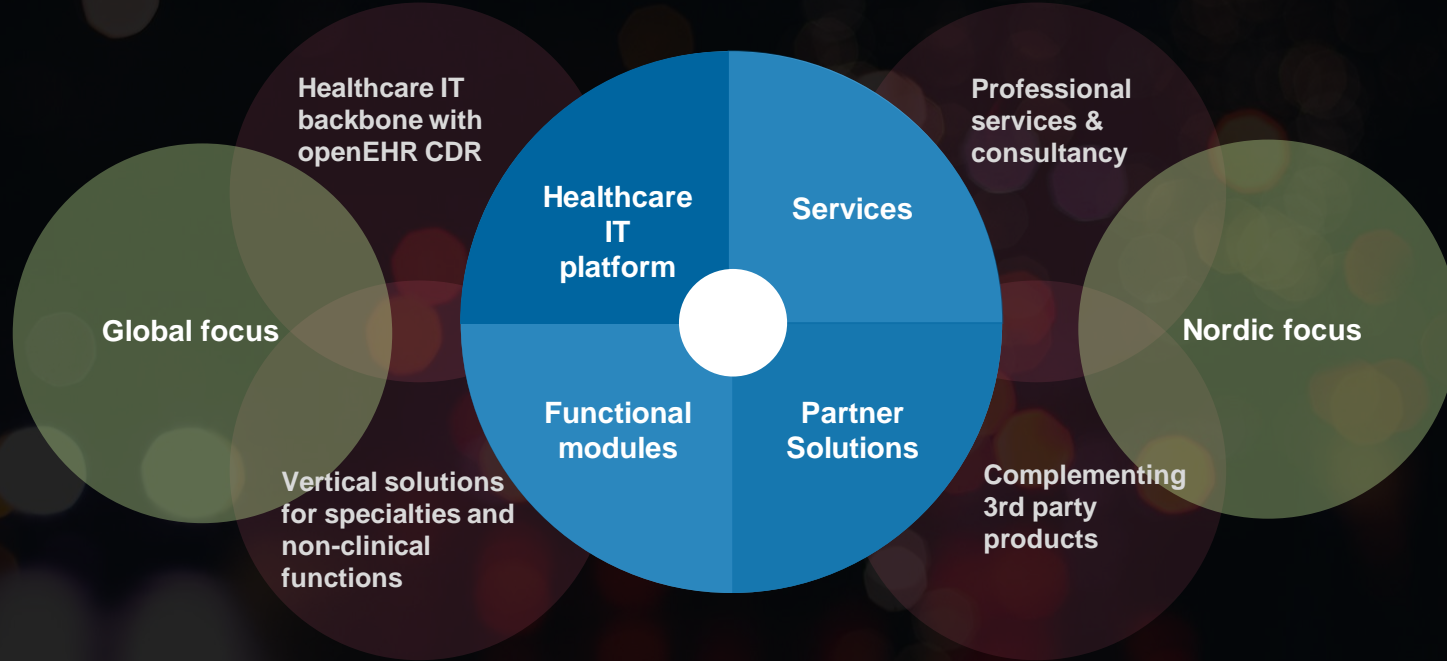 Healthcare IT
backbone with
openEHR CDR
Professional
services &
consultancy
Healthcare
IT
platform
Services
Global focus
Nordic focus
Functional
modules
Partner
Solutions
Vertical solutions
for specialties and
non-clinical
functions
Complementing
3rd party
products